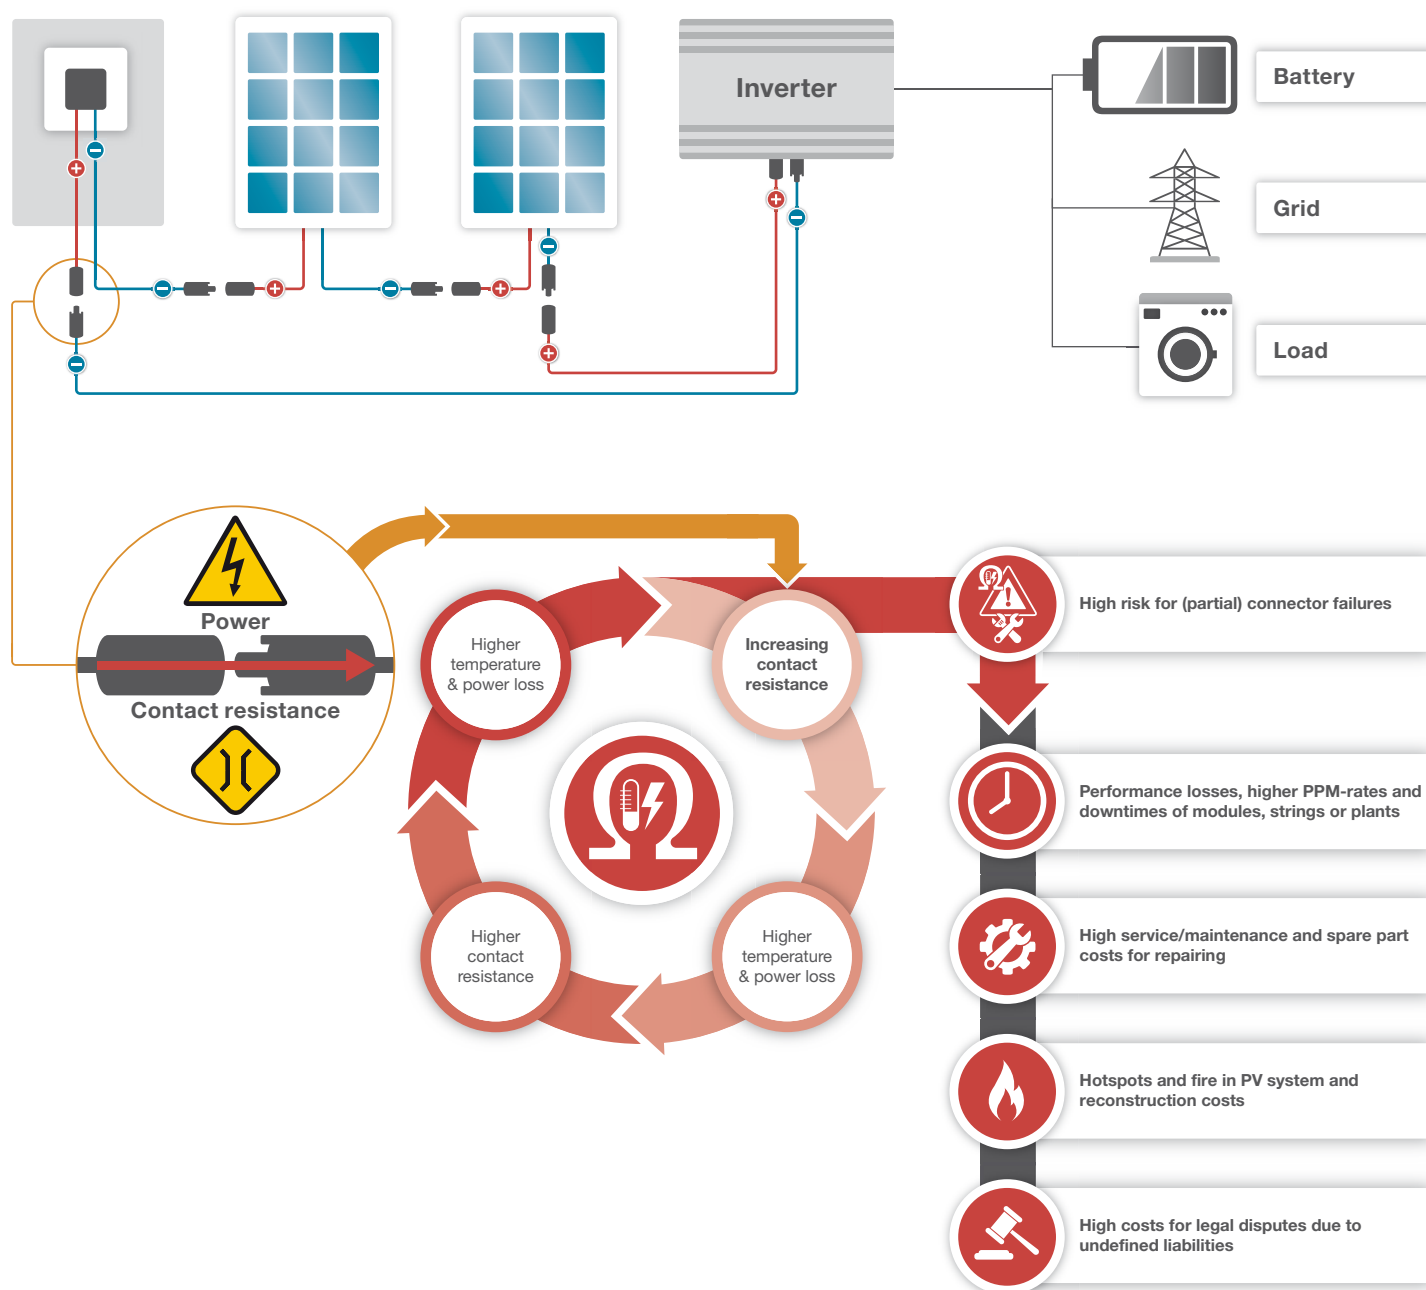 Inverter
Battery
Grid
Load
Power
Contact resistance
Higher
temperature
& power loss
Increasing
contact
resistance
Higher
contact
resistance
Higher
temperature
& power loss
High risk for (partial) connector failures
Performance losses, higher PPM-rates and
downtimes of modules, strings or plants
High service/maintenance and spare part
costs for repairing
Hotspots and fire in PV system and
reconstruction costs
High costs for legal disputes due to
undefined liabilities